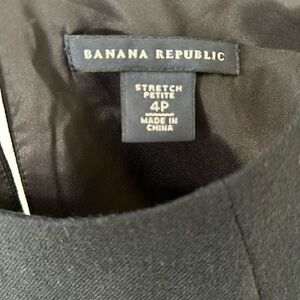 BANANA REPUBLIC
STRETCH
PETITE
4P
MADE IN
CHINA